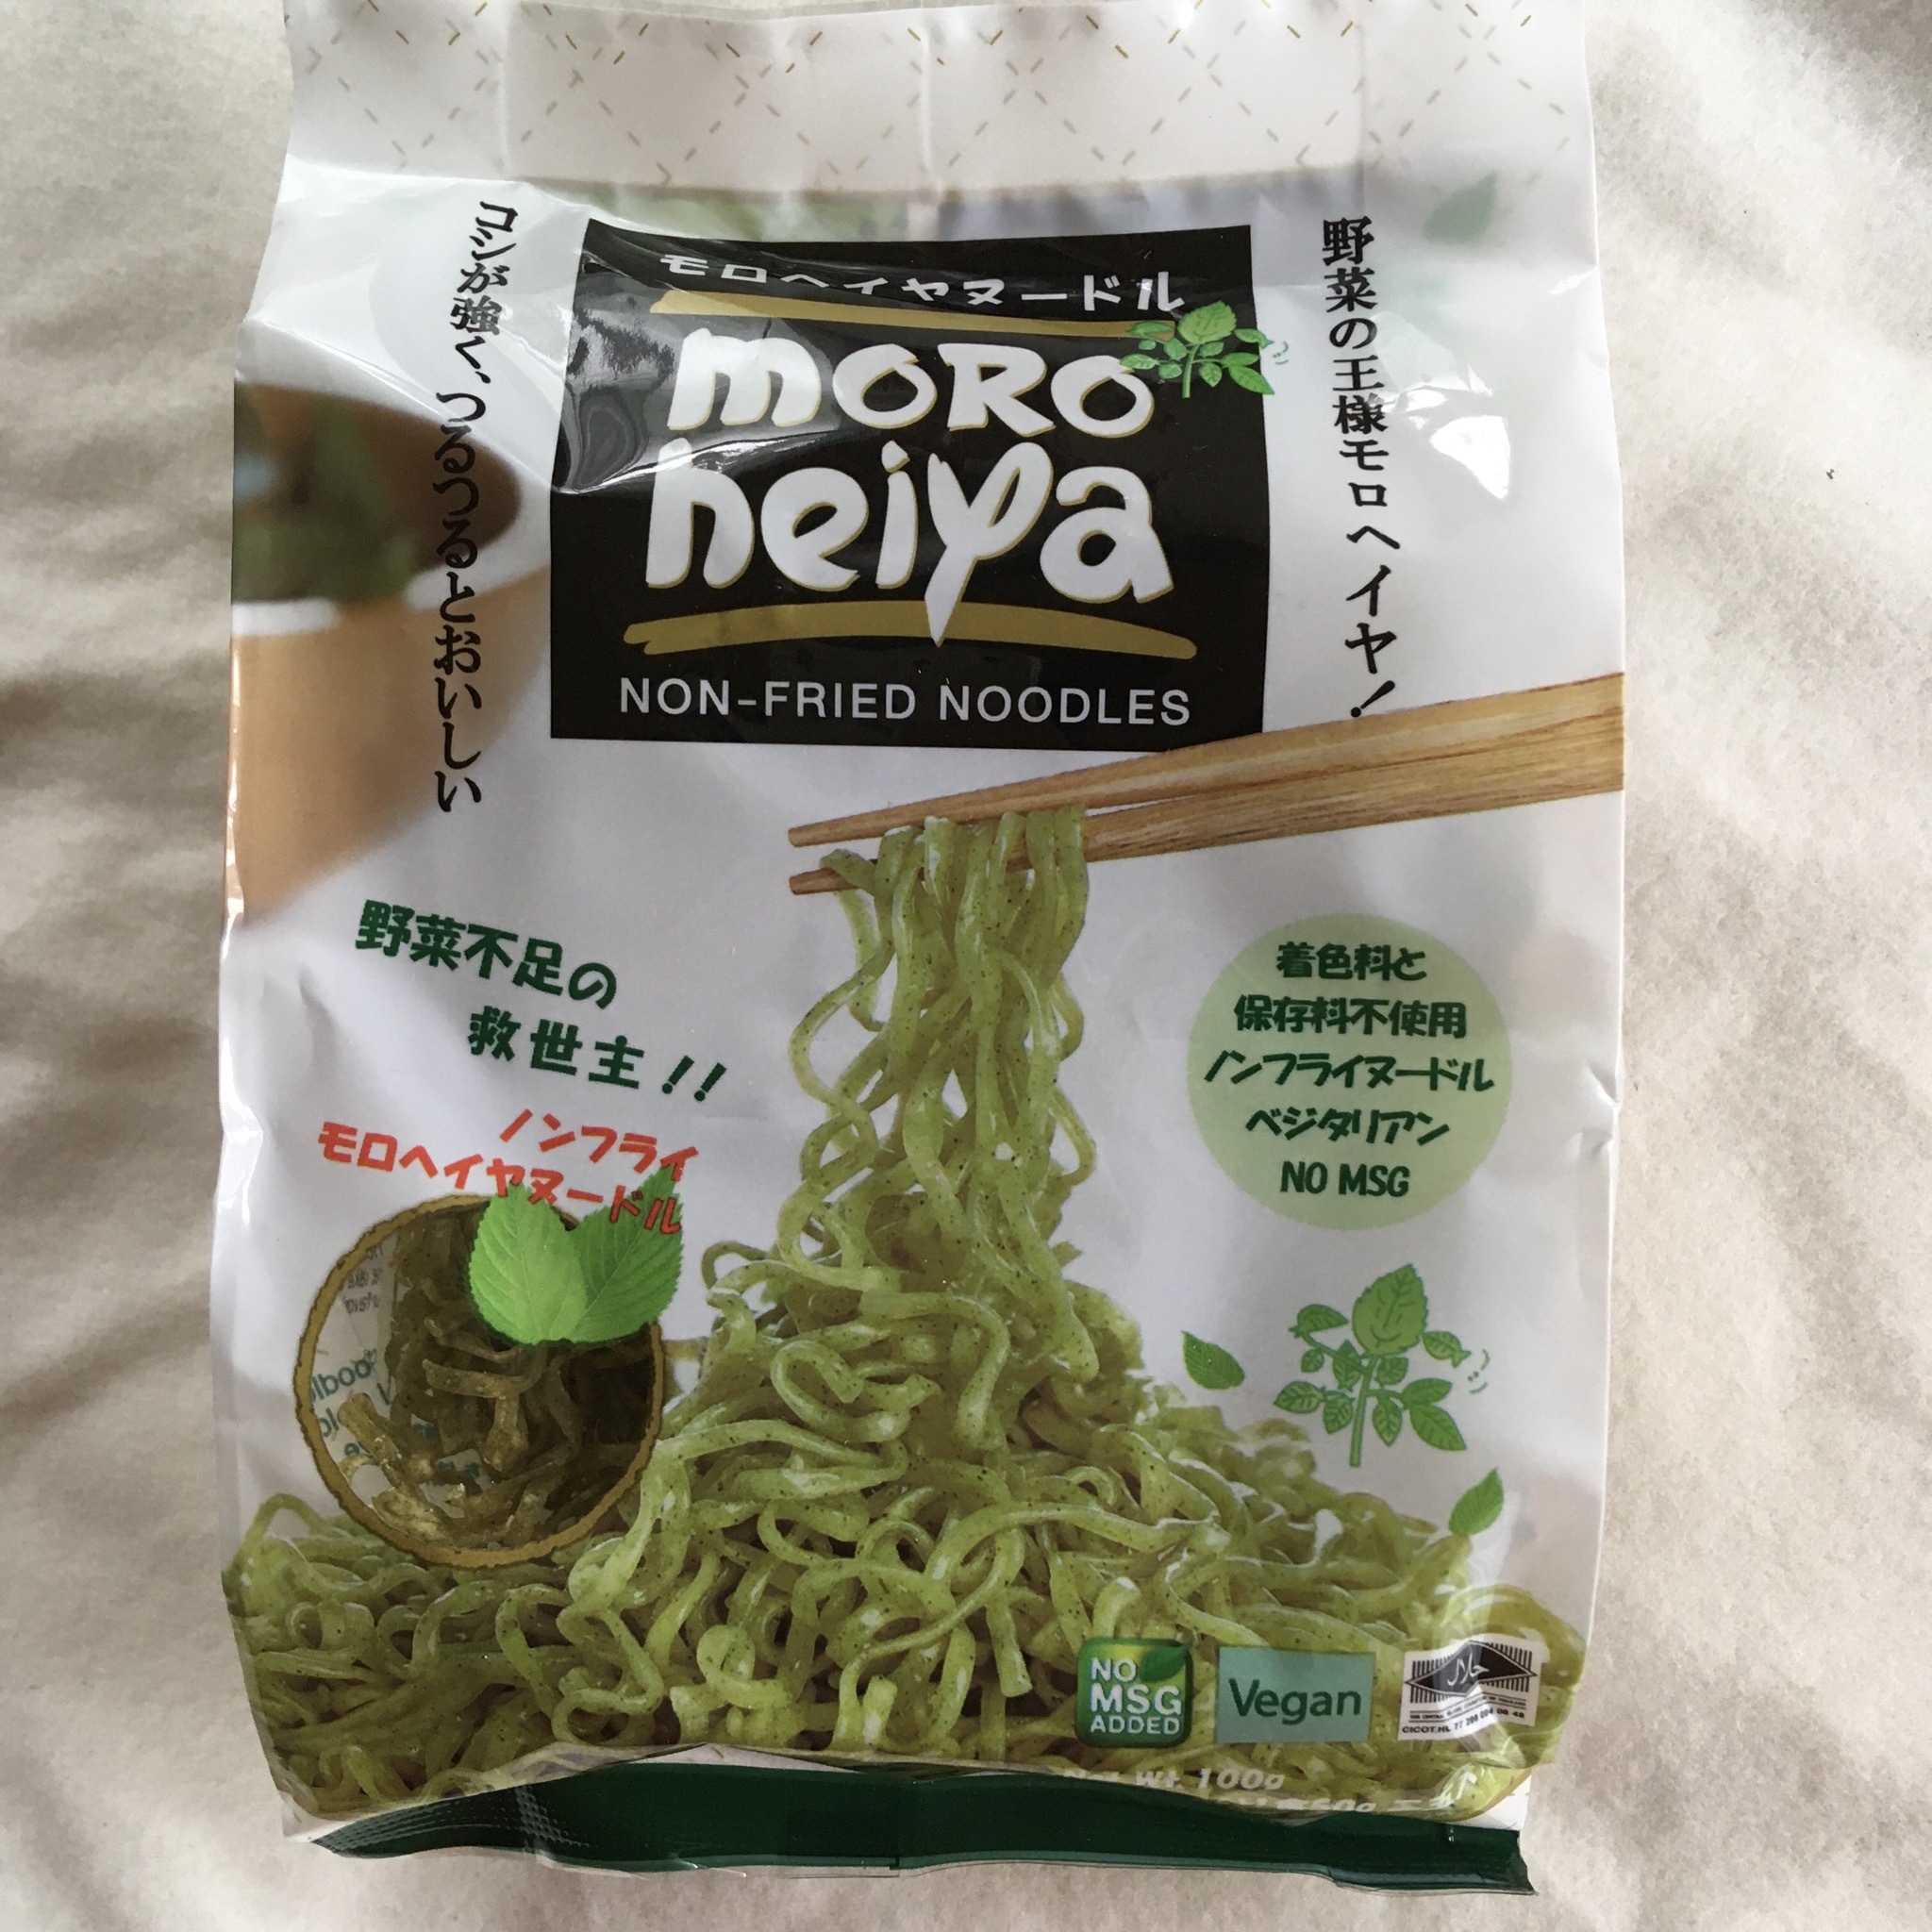 コシが強く、つるつるとおいしい
モロヘイヤヌードル
moro
heiya
NON-FRIED NOODLES
野菜の王様モロヘイヤ！
野菜不足の
救世主！！
ノンフライ
モロヘイヤヌードル
着色料と
保存料不使用
ノンフライヌードル
ベジタリアン
NO MSG
NO
MSG
ADDED
Vegan
حلال
wt. 100g